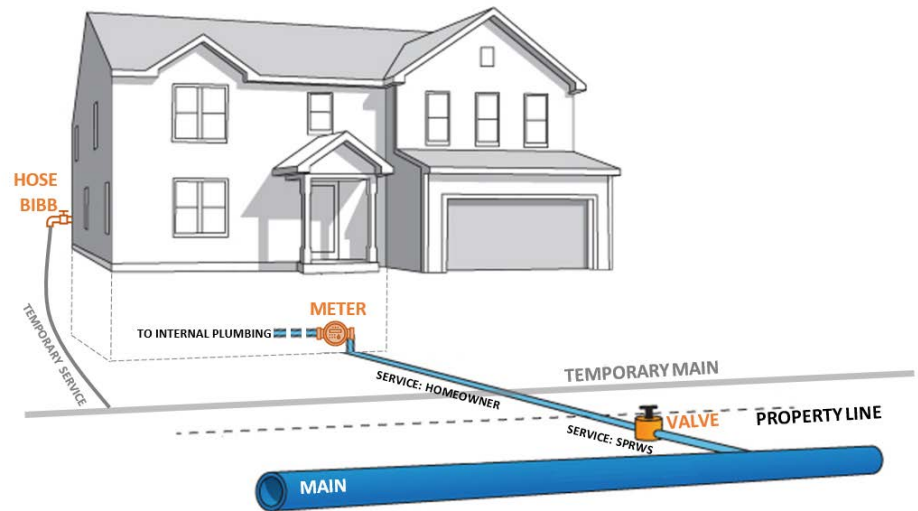 HOSE
BIBB
METER
TO INTERNAL PLUMBING
TEMPORARY SERVICE
SERVICE: HOMEOWNER
TEMPORARY MAIN
VALVE
PROPERTY LINE
SERVICE: SPRWS
MAIN